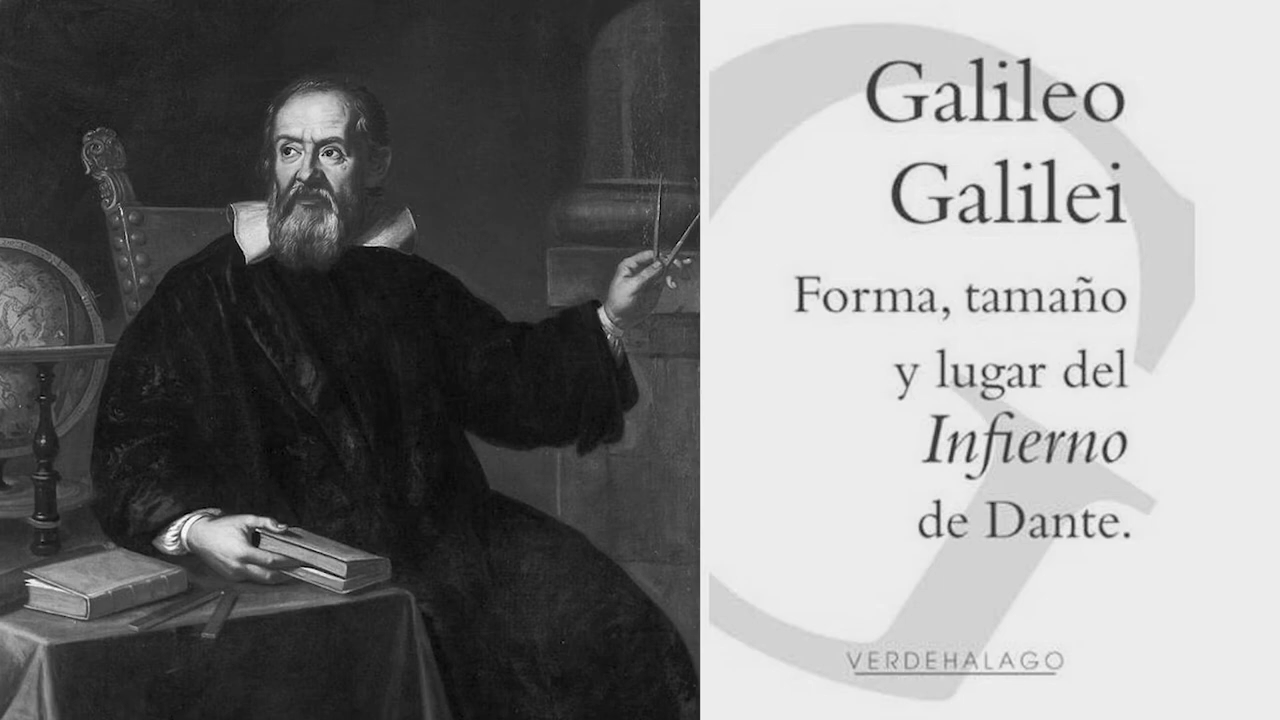 Galileo
Galilei
Forma, tamaño
y lugar del
Infierno
de Dante.
VERDEHALAGO